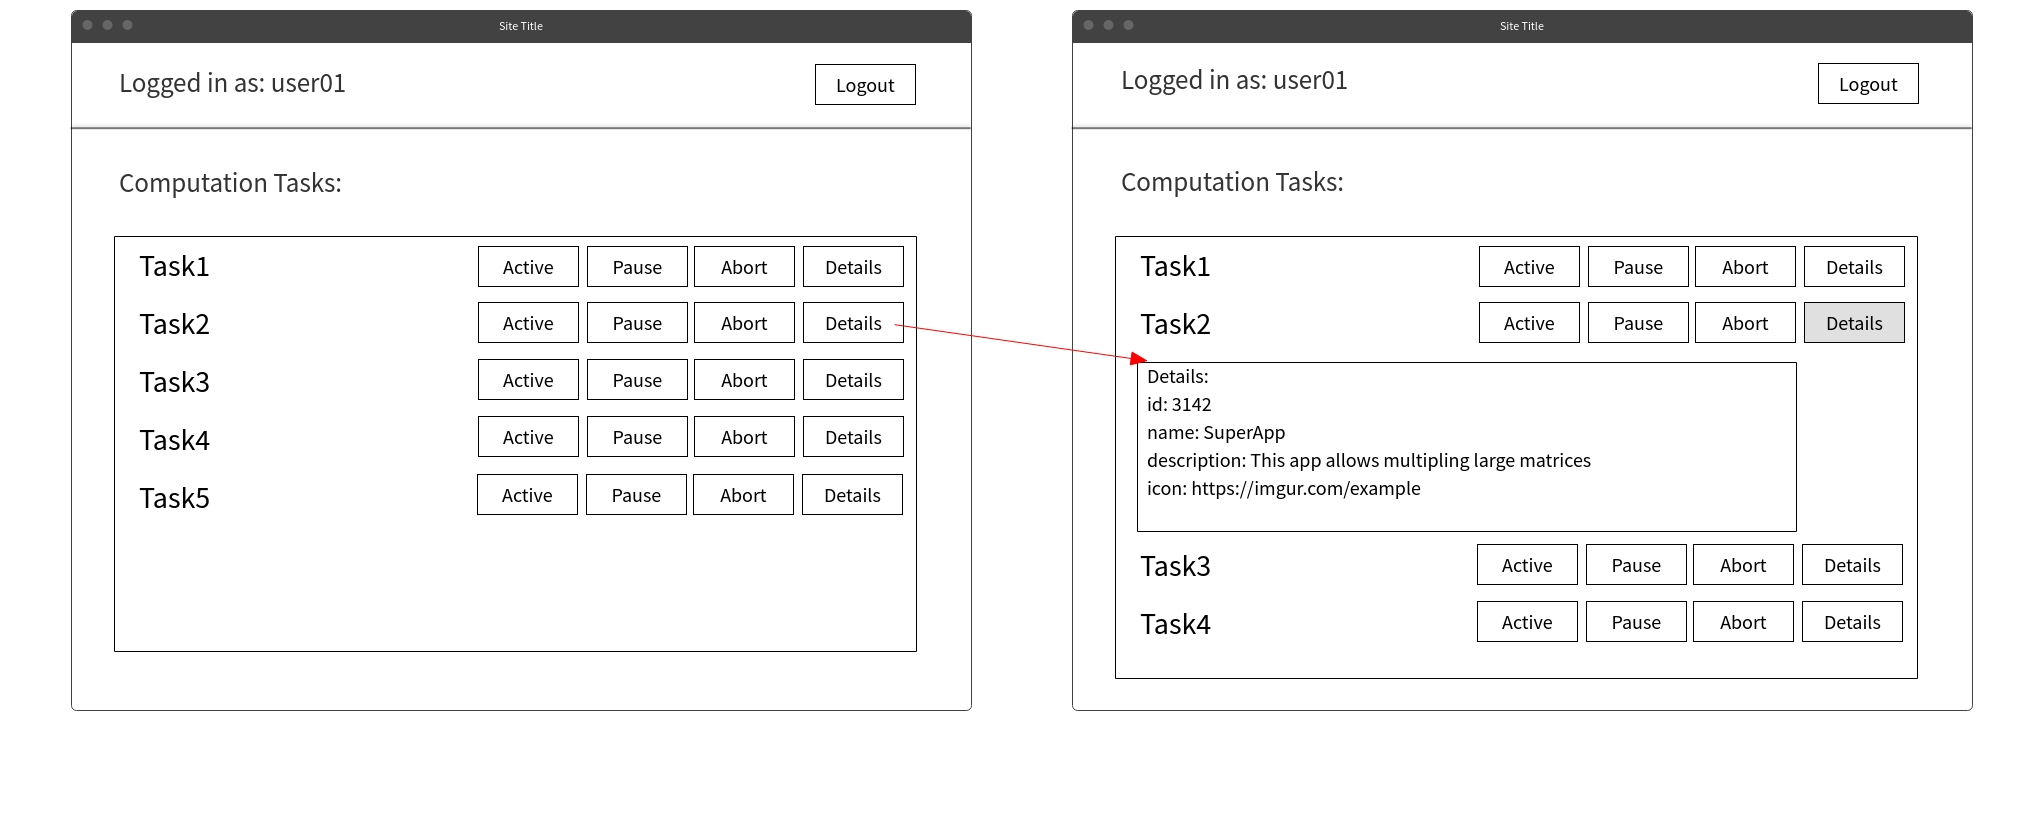 Site Title
Logged in as: user01
Logout
Computation Tasks:
Task1 Active Pause Abort Details
Task2 Active Pause Abort Details
Task3 Active Pause Abort Details
Task4 Active Pause Abort Details
Task5 Active Pause Abort Details
Site Title
Logged in as: user01
Logout
Computation Tasks:
Task1 Active Pause Abort Details
Task2 Active Pause Abort Details
Details:
id: 3142
name: SuperApp
description: This app allows multipling large matrices
icon: https://imgur.com/example
Task3 Active Pause Abort Details
Task4 Active Pause Abort Details